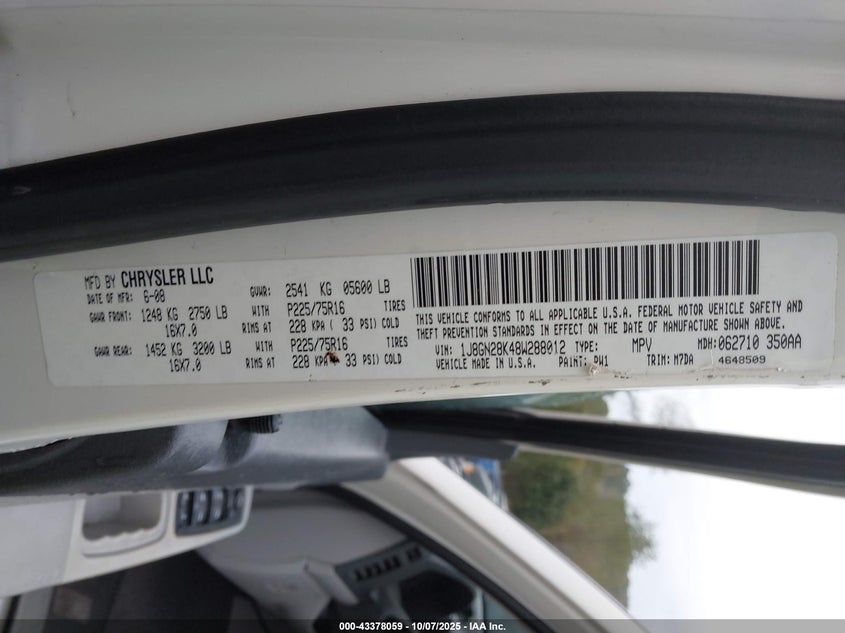 MFD BY CHRYSLER LLC
DATE OF MFR: 6-08
GVWR: 2541 KG 05600 LB
GAWR FRONT: 1248 KG 2750 LB WITH P225/75R16 TIRES
16X7.0 RIMS AT 228 KPA ( 33 PSI) COLD
GAWR REAR: 1452 KG 3200 LB WITH P225/75R16 TIRES
16X7.0 RIMS AT 228 KPA 33 PSI) COLD
THIS VEHICLE CONFORMS TO ALL APPLICABLE U.S.A. FEDERAL MOTOR VEHICLE SAFETY AND
THEFT PREVENTION STANDARDS IN EFFECT ON THE DATE OF MANUFACTURE SHOWN ABOVE.
VIN: 1J8GN28K48W288012 TYPE: MPV MDH: 062710 350AA
VEHICLE MADE IN U.S.A. PAINT: PW1 TRIM: M7DA 4648509
000-43378059 - 10/07/2025 - IAA Inc.